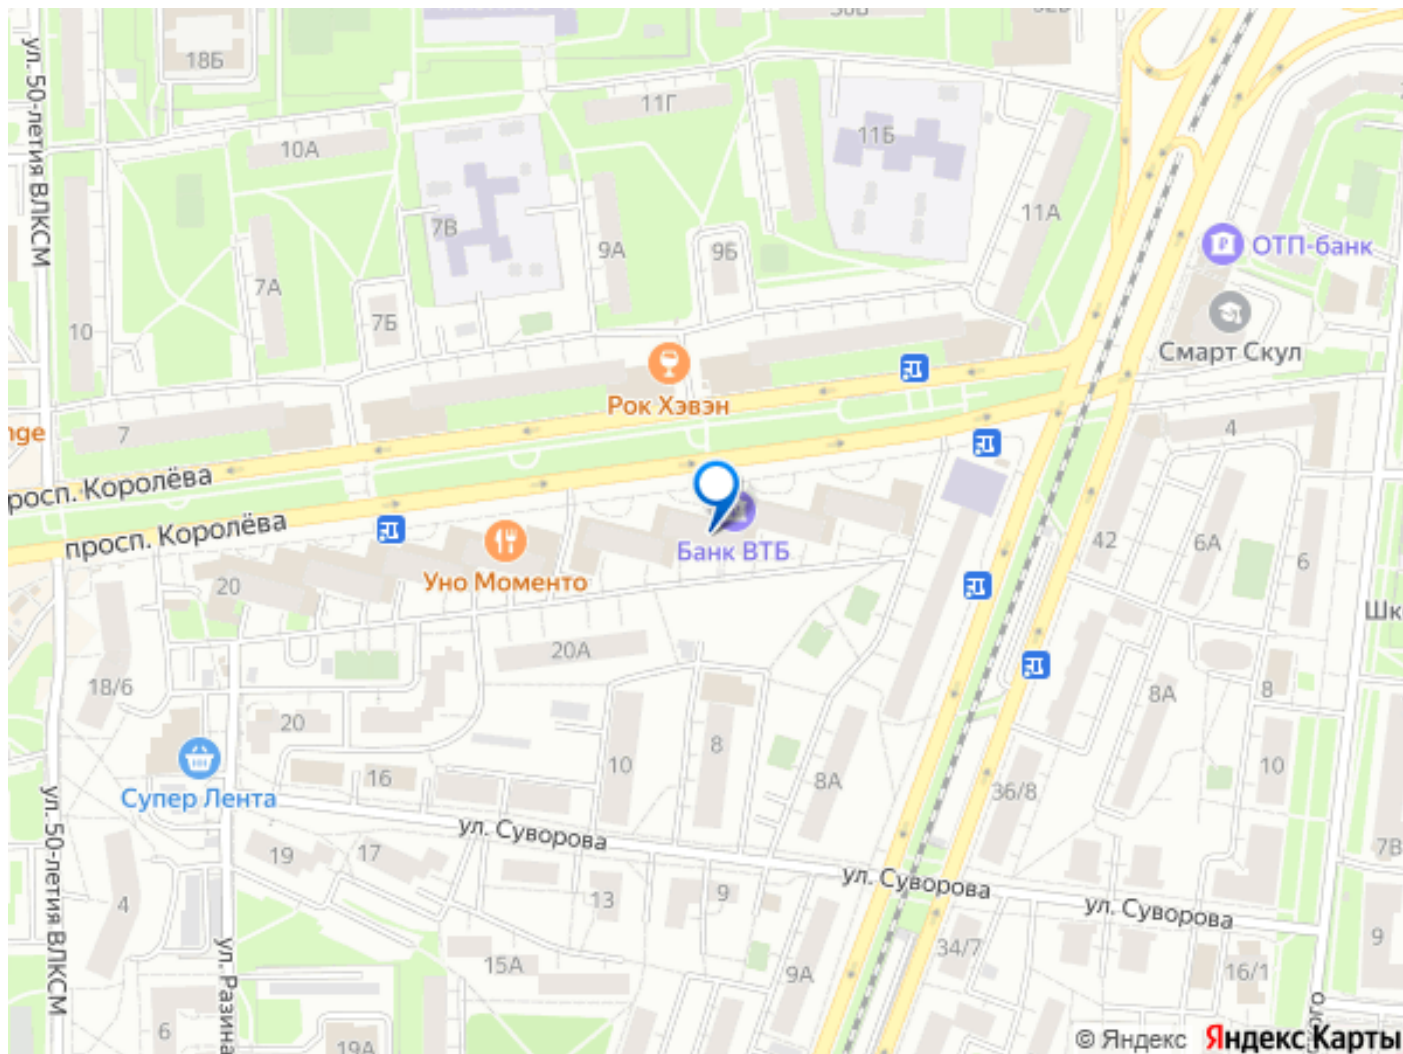 ул. 50-летия ВЛКСМ
18Б
11Г
10А
11Б
7В
9А
9Б
11А
ОТП-банк
7А
7Б
10
Смарт Скул
Рок Хэвэн
7
4
просп. Королёва
6А
42
6
Банк ВТБ
Уно Моменто
20
20А
18/6
8
8А
20
8
16
10
8А
36/8
10
Супер Лента
ул. Суворова
ул. 50-летия ВЛКСМ
19
17
7В
ул. Суворова
ул. Суворова
4
13
9
9
34/7
15А
9А
16/1
ул. Разина
6
19А
© Яндекс Яндекс Карты